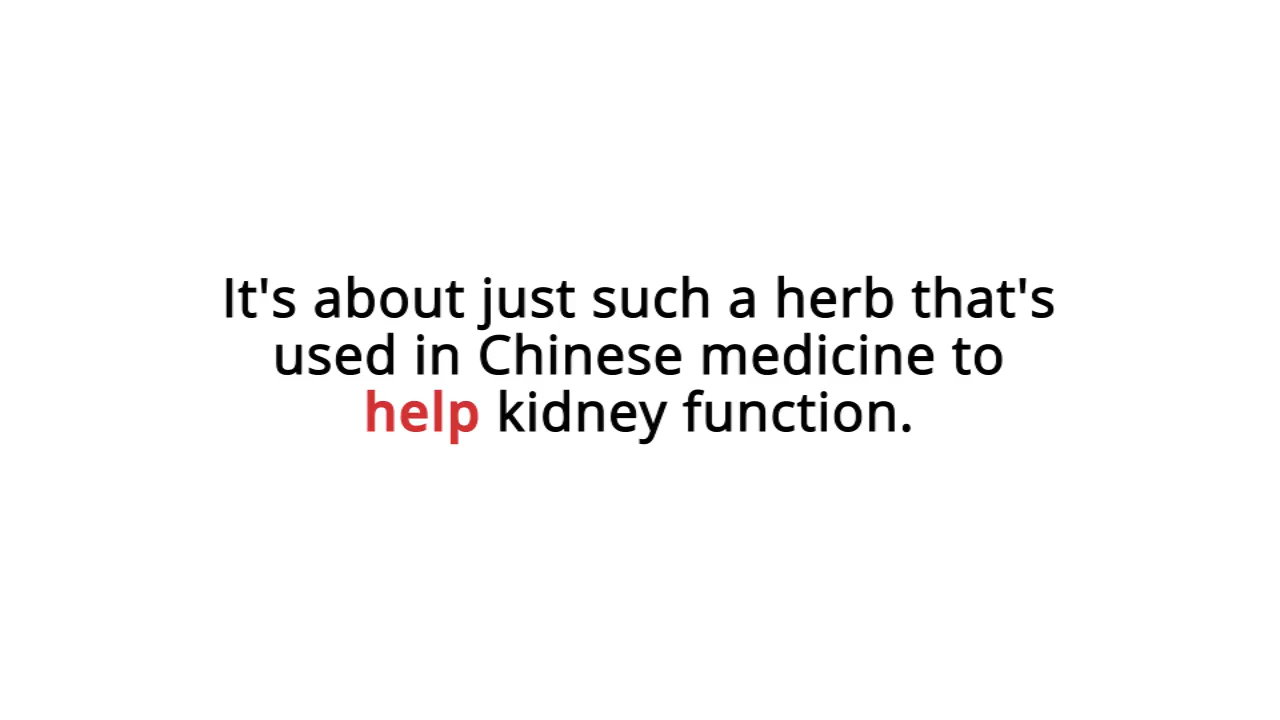 It's about just such a herb that's
used in Chinese medicine to
help kidney function.